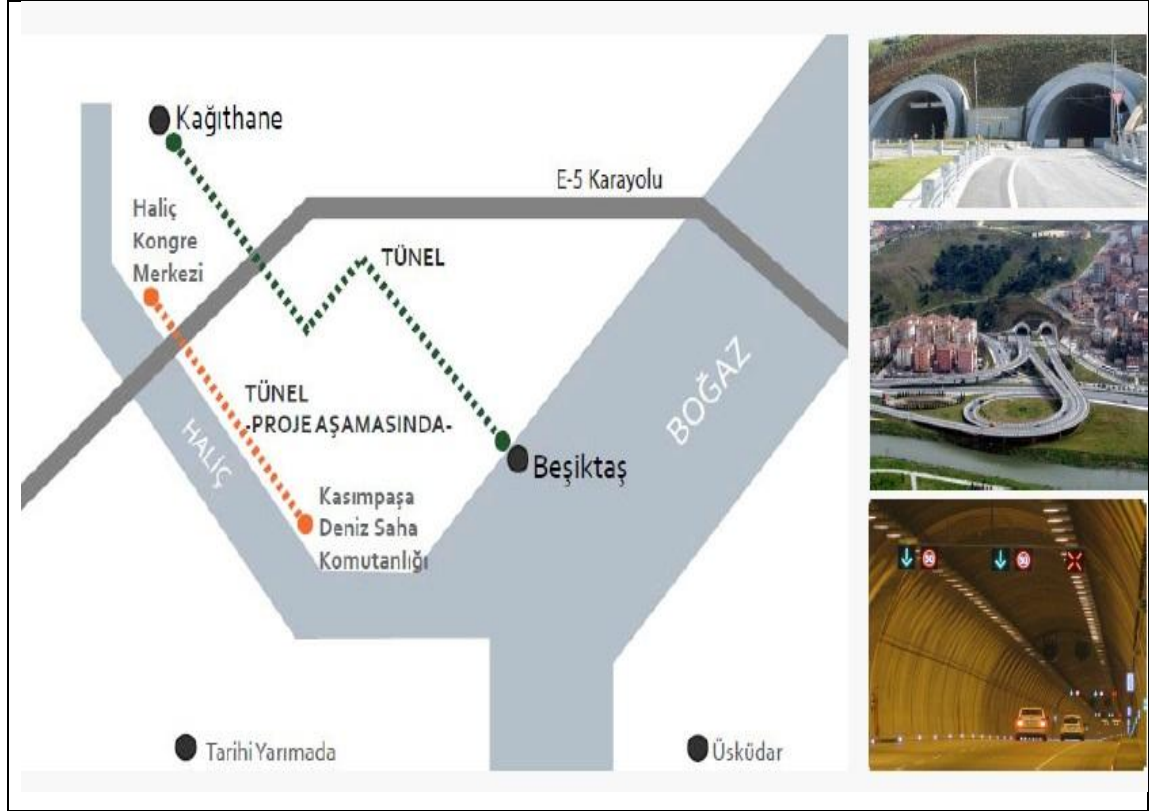 Kağıthane
E-5 Karayolu
Haliç
Kongre
Merkezi
TÜNEL
TÜNEL
-PROJE AŞAMASINDA-
HALİÇ
BOĞAZ
Beşiktaş
Kasımpaşa
Deniz Saha
Komutanlığı
Tarihi Yarımada
Üsküdar